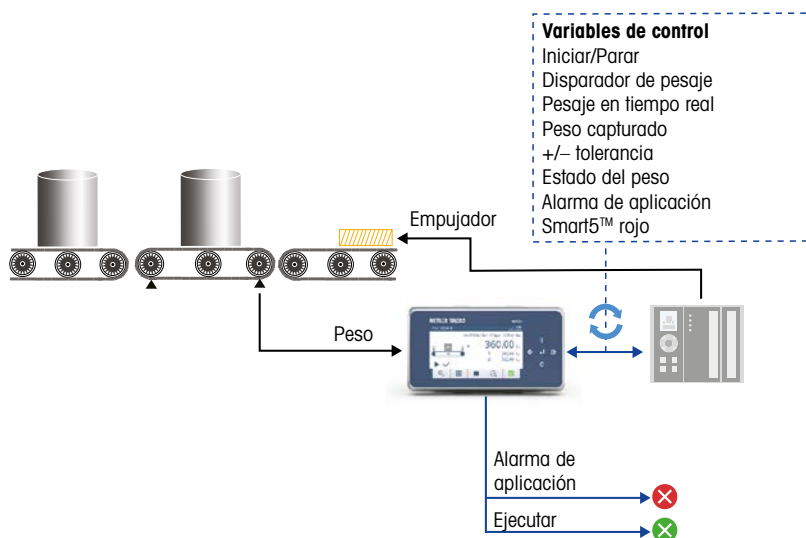 Variables de control
Iniciar/Parar
Disparador de pesaje
Pesaje en tiempo real
Peso capturado
+/– tolerancia
Estado del peso
Alarma de aplicación
Smart5™ rojo
Empujador
Peso
METTLER TOLEDO
360.00
Alarma de
aplicación
Ejecutar